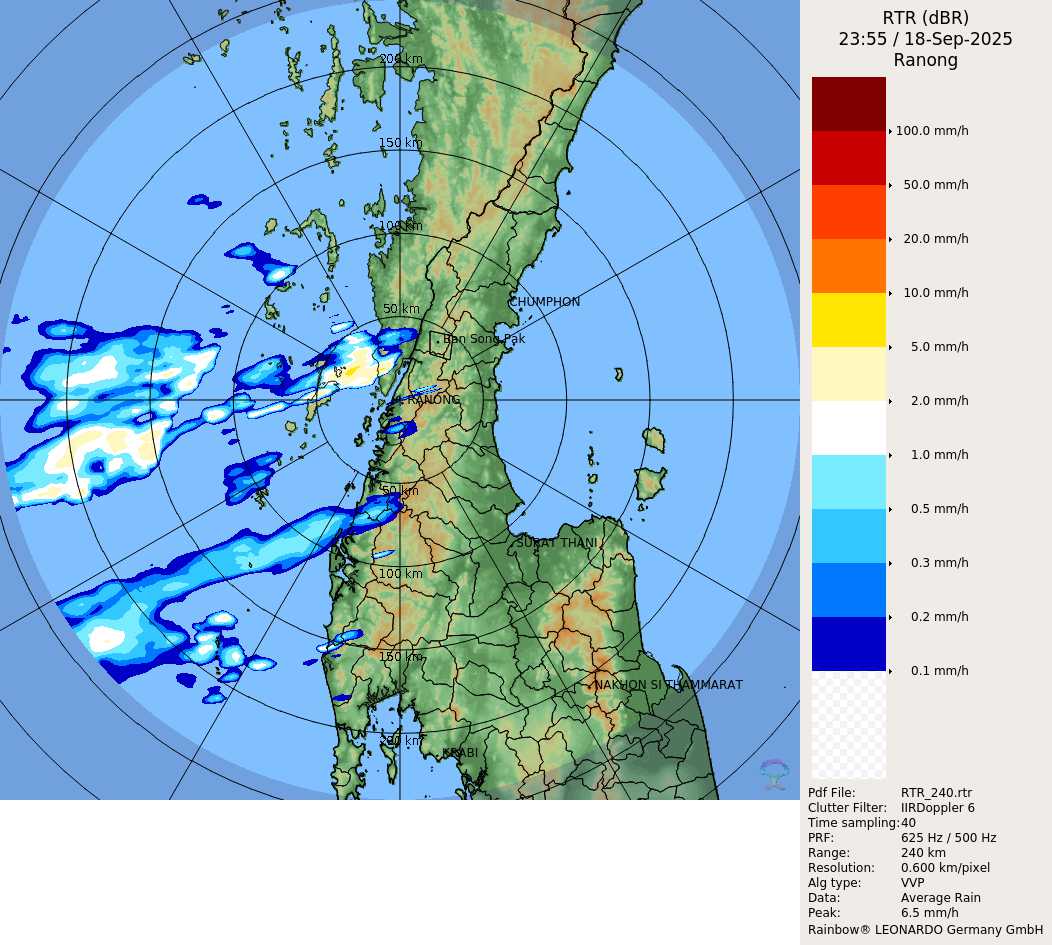 RTR (dBR)
23:55 / 18-Sep-2025
Ranong
200 km
150 km
100 km
50 km
CHUMPHON
Ban Song Pak
RANONG
50 km
SURAT THANI
100 km
150 km
NAKHON SI THAMMARAT
200 km
KRABI
100.0 mm/h
50.0 mm/h
20.0 mm/h
10.0 mm/h
5.0 mm/h
2.0 mm/h
1.0 mm/h
0.5 mm/h
0.3 mm/h
0.2 mm/h
0.1 mm/h
Pdf File: RTR_240.rtr
Clutter Filter: IIRDoppler 6
Time sampling: 40
PRF: 625 Hz / 500 Hz
Range: 240 km
Resolution: 0.600 km/pixel
Alg type: VVP
Data: Average Rain
Peak: 6.5 mm/h
Rainbow® LEONARDO Germany GmbH